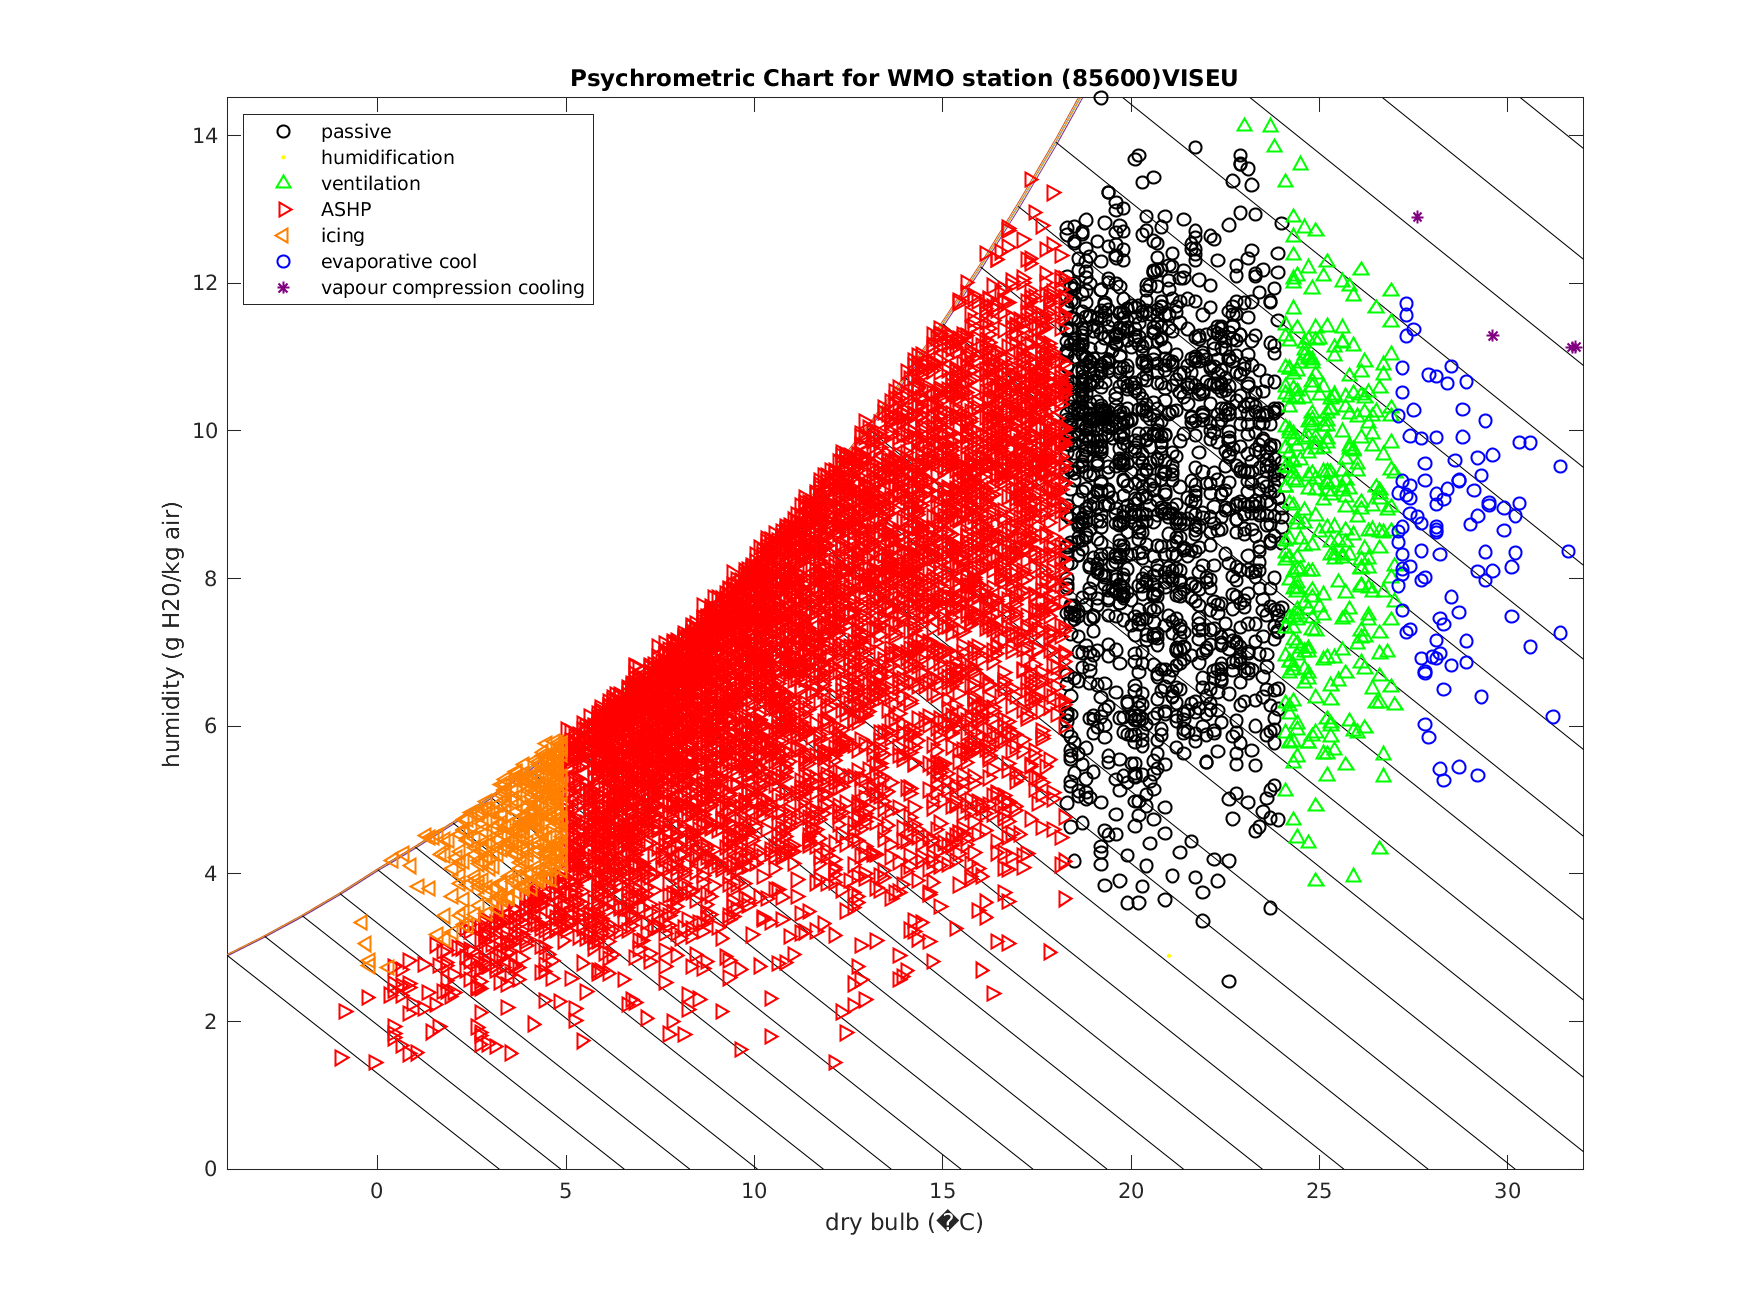 Psychrometric Chart for WMO station (85600)VISEU
passive
humidification
ventilation
ASHP
icing
evaporative cool
vapour compression cooling
humidity (g H20/kg air)
14
12
10
8
6
4
2
0
0 5 10 15 20 25 30
dry bulb (�C)